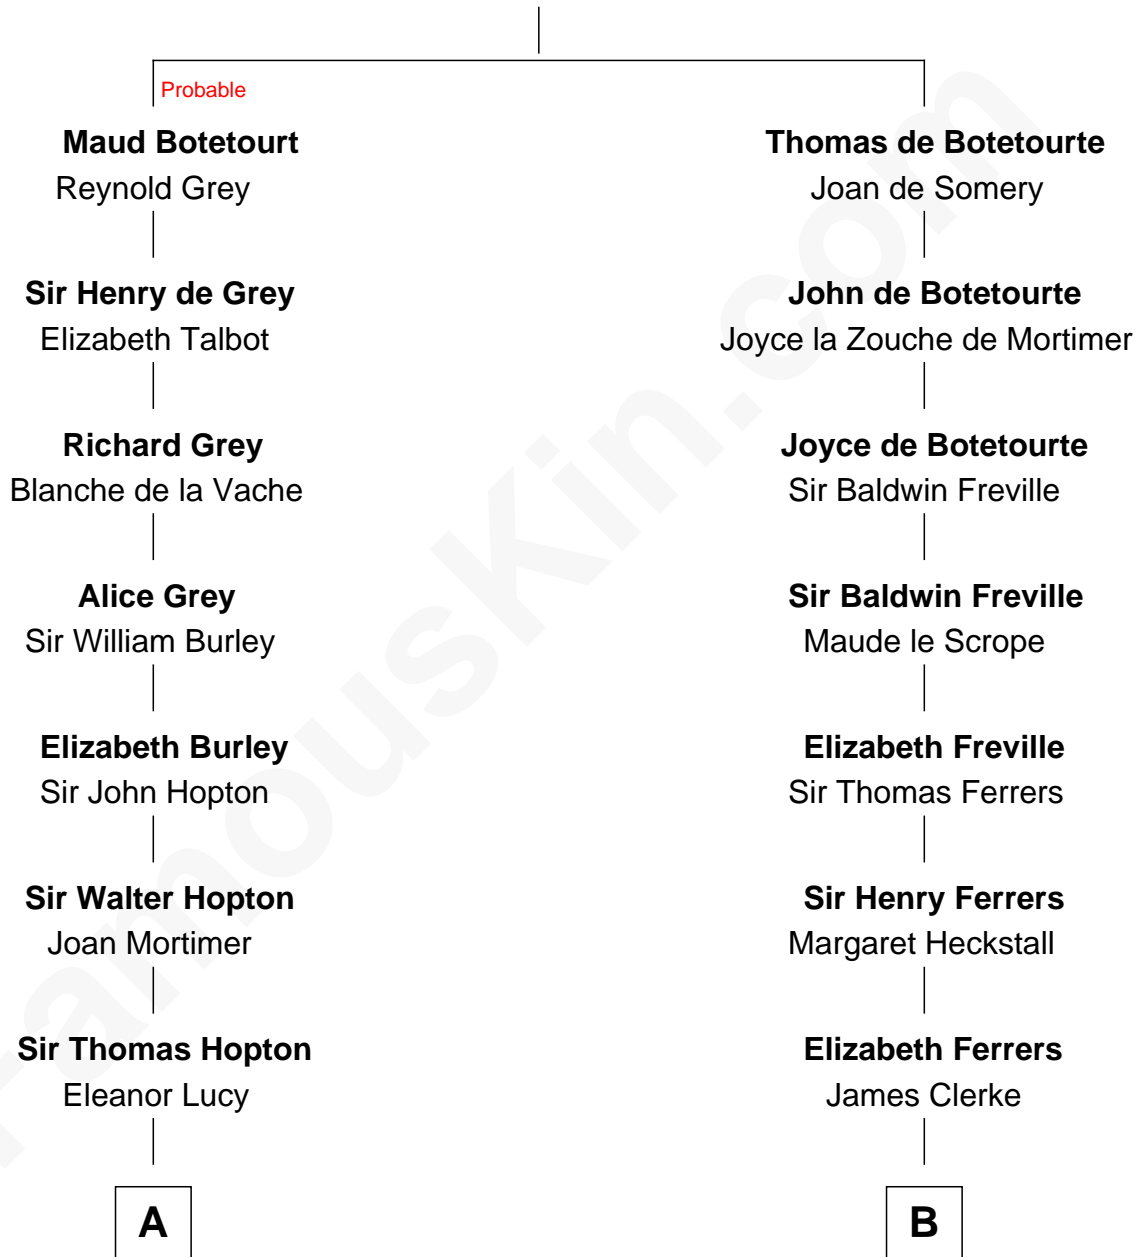 Probable
Maud Botetourt
Reynold Grey
Sir Henry de Grey
Elizabeth Talbot
Richard Grey
Blanche de la Vache
Alice Grey
Sir William Burley
Elizabeth Burley
Sir John Hopton
Sir Walter Hopton
Joan Mortimer
Sir Thomas Hopton
Eleanor Lucy
A
Thomas de Botetourte
Joan de Somery
John de Botetourte
Joyce la Zouche de Mortimer
Joyce de Botetourte
Sir Baldwin Freville
Sir Baldwin Freville
Maude le Scrope
Elizabeth Freville
Sir Thomas Ferrers
Sir Henry Ferrers
Margaret Heckstall
Elizabeth Ferrers
James Clerke
B
FamousKin.com